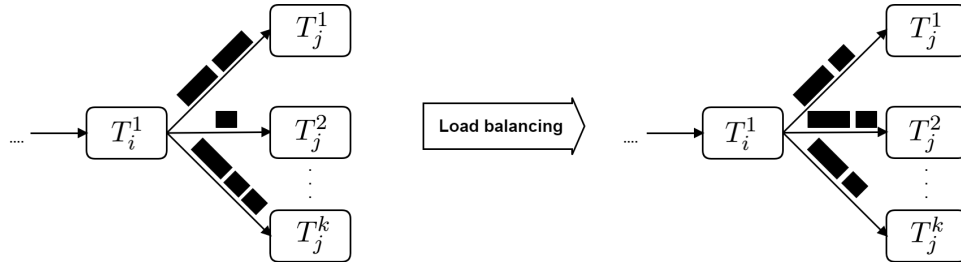 T_j^1
.... T_i^1 T_j^2
.
.
.
T_j^k
Load balancing
T_j^1
.... T_i^1 T_j^2
.
.
.
T_j^k